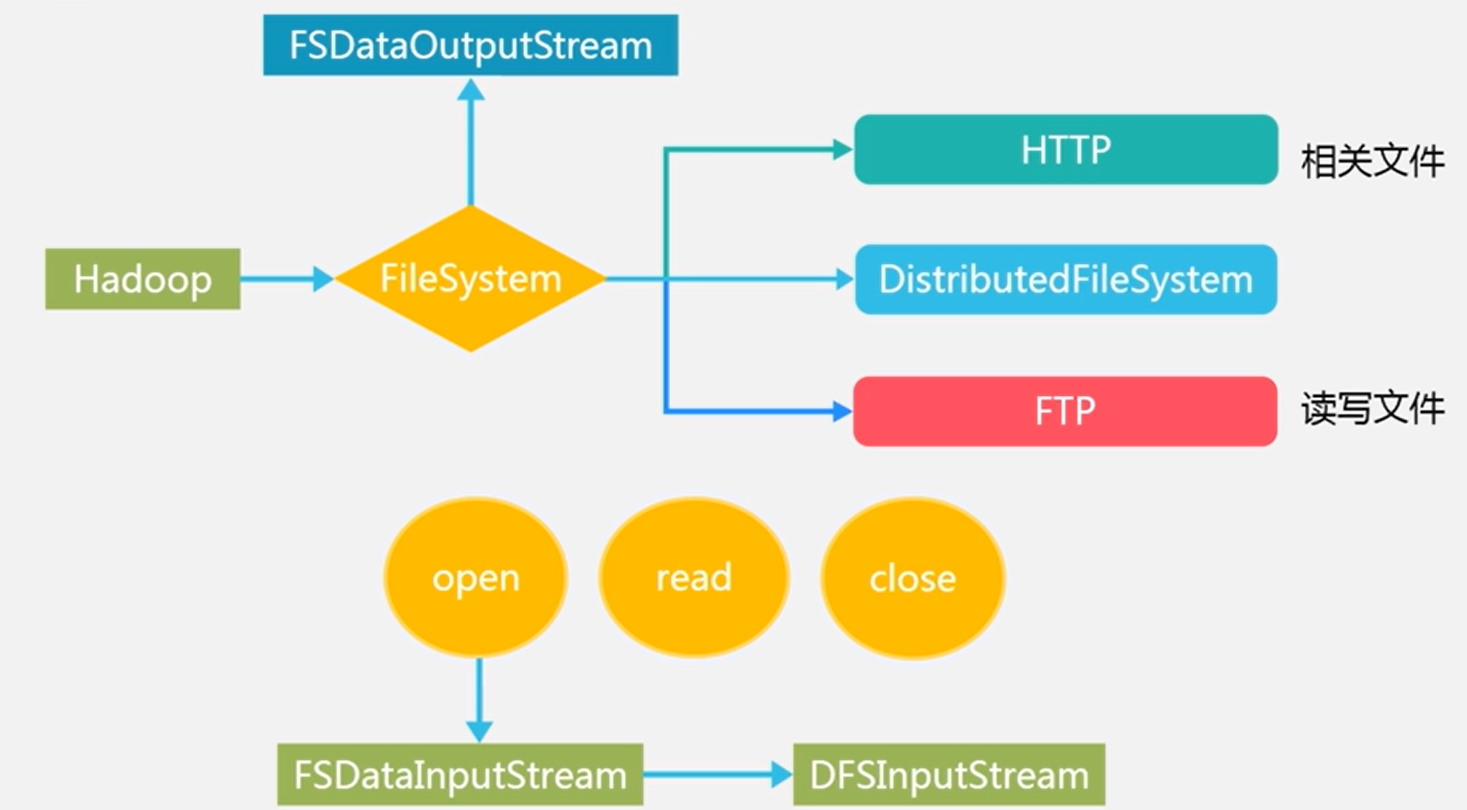 FSDataOutputStream
HTTP
相关文件
Hadoop
FileSystem
DistributedFileSystem
FTP
读写文件
open
read
close
FSDataInputStream
DFSInputStream